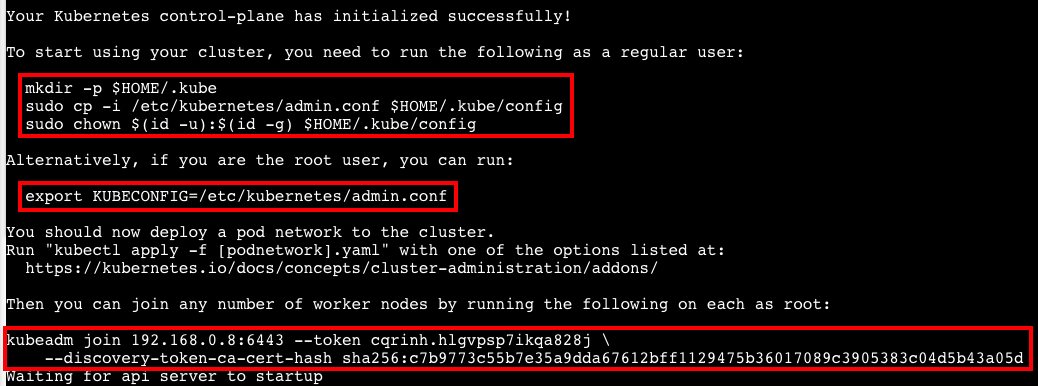 Your Kubernetes control-plane has initialized successfully!
To start using your cluster, you need to run the following as a regular user:
mkdir -p $HOME/.kube
sudo cp -i /etc/kubernetes/admin.conf $HOME/.kube/config
sudo chown $(id -u):$(id -g) $HOME/.kube/config
Alternatively, if you are the root user, you can run:
export KUBECONFIG=/etc/kubernetes/admin.conf
You should now deploy a pod network to the cluster.
Run "kubectl apply -f [podnetwork].yaml" with one of the options listed at:
https://kubernetes.io/docs/concepts/cluster-administration/addons/
Then you can join any number of worker nodes by running the following on each as root:
kubeadm join 192.168.0.8:6443 --token cqrinh.hlgvpsp7ikqa828j \
--discovery-token-ca-cert-hash sha256:c7b9773c55b7e35a9dda67612bff1129475b36017089c3905383c04d5b43a05d
Waiting for api server to startup